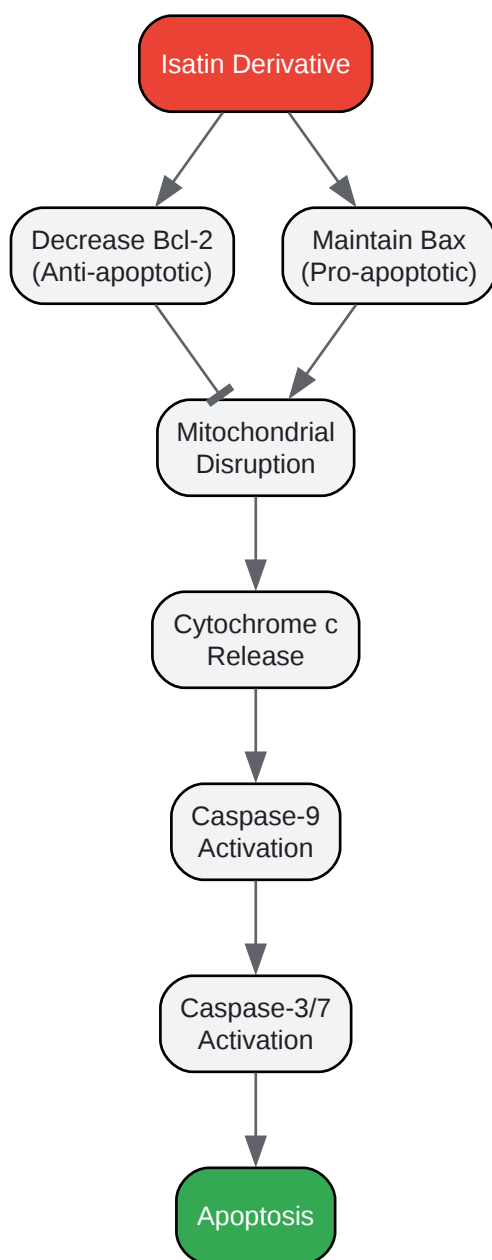 Isatin Derivative
Decrease Bcl-2
(Anti-apoptotic)
Maintain Bax
(Pro-apoptotic)
Mitochondrial
Disruption
Cytochrome c
Release
Caspase-9
Activation
Caspase-3/7
Activation
Apoptosis